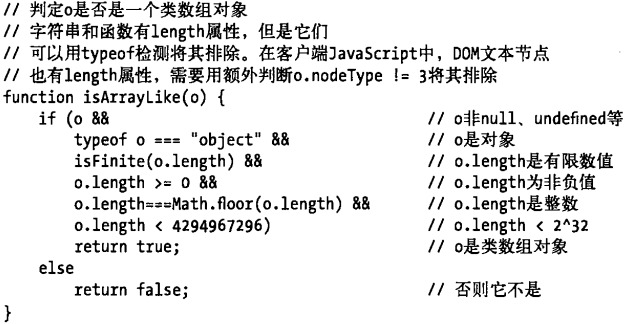 // 判定o是否是一个类数组对象
// 字符串和函数有length属性，但是它们
// 可以用typeof检测将其排除。在客户端JavaScript中，DOM文本节点
// 也有length属性，需要用额外判断o.nodeType != 3将其排除
function isArrayLike(o) {
    if (o &&                                // o非null、undefined等
        typeof o === "object" &&            // o是对象
        isFinite(o.length) &&               // o.length是有限数值
        o.length >= 0 &&                    // o.length为非负值
        o.length===Math.floor(o.length) &&  // o.length是整数
        o.length < 4294967296)              // o.length < 2^32
        return true;                        // o是类数组对象
    else
        return false;                       // 否则它不是
}